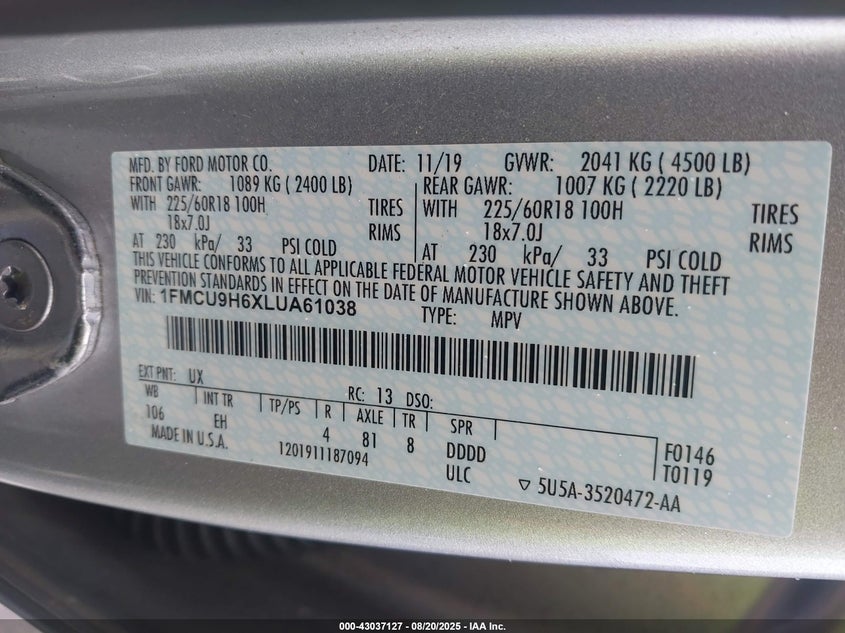 MFD. BY FORD MOTOR CO. DATE: 11/19 GVWR: 2041 KG ( 4500 LB)
FRONT GAWR: 1089 KG ( 2400 LB) REAR GAWR: 1007 KG ( 2220 LB)
WITH 225/60R18 100H TIRES WITH 225/60R18 100H TIRES
18x7.0J RIMS 18x7.0J RIMS
AT 230 kPa/ 33 PSI COLD AT 230 kPa/ 33 PSI COLD
THIS VEHICLE CONFORMS TO ALL APPLICABLE FEDERAL MOTOR VEHICLE SAFETY AND THEFT
PREVENTION STANDARDS IN EFFECT ON THE DATE OF MANUFACTURE SHOWN ABOVE.
VIN: 1FMCU9H6XLUA61038 TYPE: MPV
EXT PNT: UX RC: 13 DSO:
WB INT TR TP/PS R AXLE TR SPR
106 EH 4 81 8 DDDD F0146
MADE IN U.S.A. 1201911187094 ULC T0119
▽ 5U5A-3520472-AA
000-43037127 - 08/20/2025 - IAA Inc.